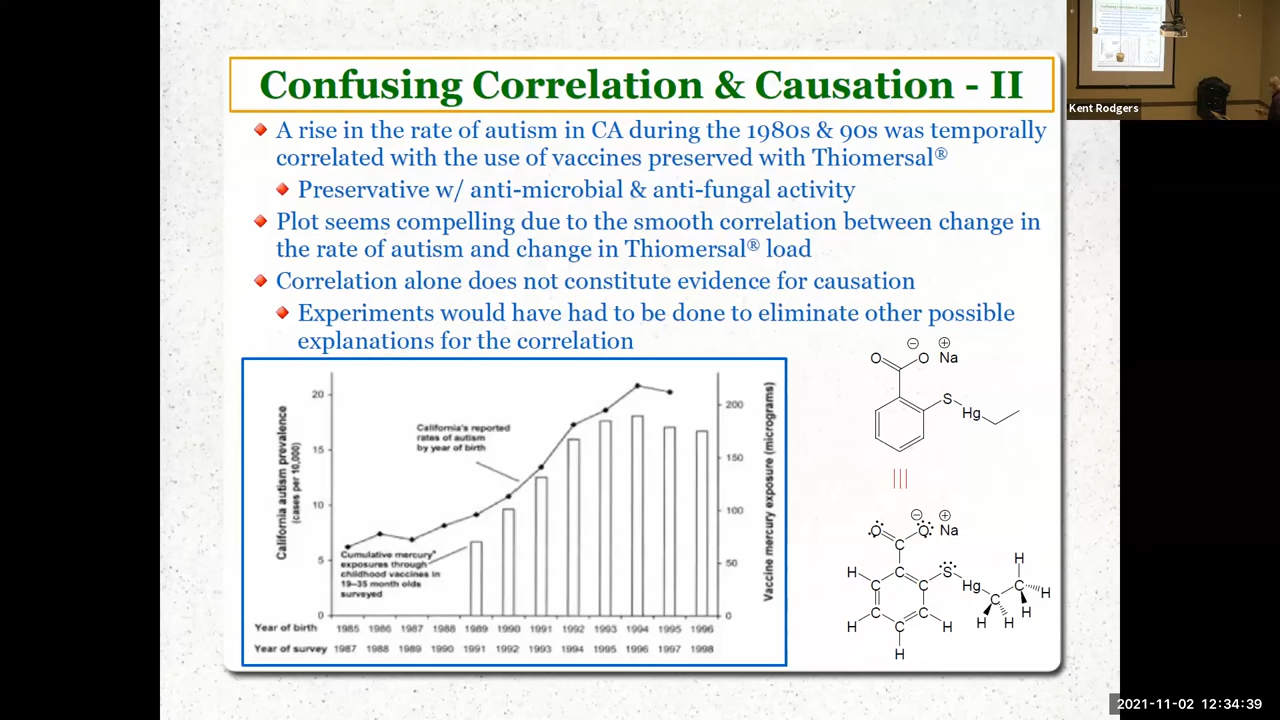 Kent Rodgers
Confusing Correlation & Causation - II
A rise in the rate of autism in CA during the 1980s & 90s was temporally
correlated with the use of vaccines preserved with Thiomersal®
Preservative w/ anti-microbial & anti-fungal activity
Plot seems compelling due to the smooth correlation between change in
the rate of autism and change in Thiomersal® load
Correlation alone does not constitute evidence for causation
Experiments would have had to be done to eliminate other possible
explanations for the correlation
California autism prevalence
(cases per 10,000)
20
15
10
5
0
California's reported
rates of autism
by year of birth
Cumulative mercury*
exposures through
childhood vaccines in
19–35 month olds
surveyed
200
150
100
50
0
Vaccine mercury exposure (micrograms)
Year of birth 1985 1986 1987 1988 1989 1990 1991 1992 1993 1994 1995 1996
Year of survey 1987 1988 1989 1990 1991 1992 1993 1994 1995 1996 1997 1998
⊖ ⊕
O O Na
S
Hg
⊖ ⊕
O O Na
C
H C C S Hg C H
C C C H
H C H H H H
H
2021-11-02 12:34:39